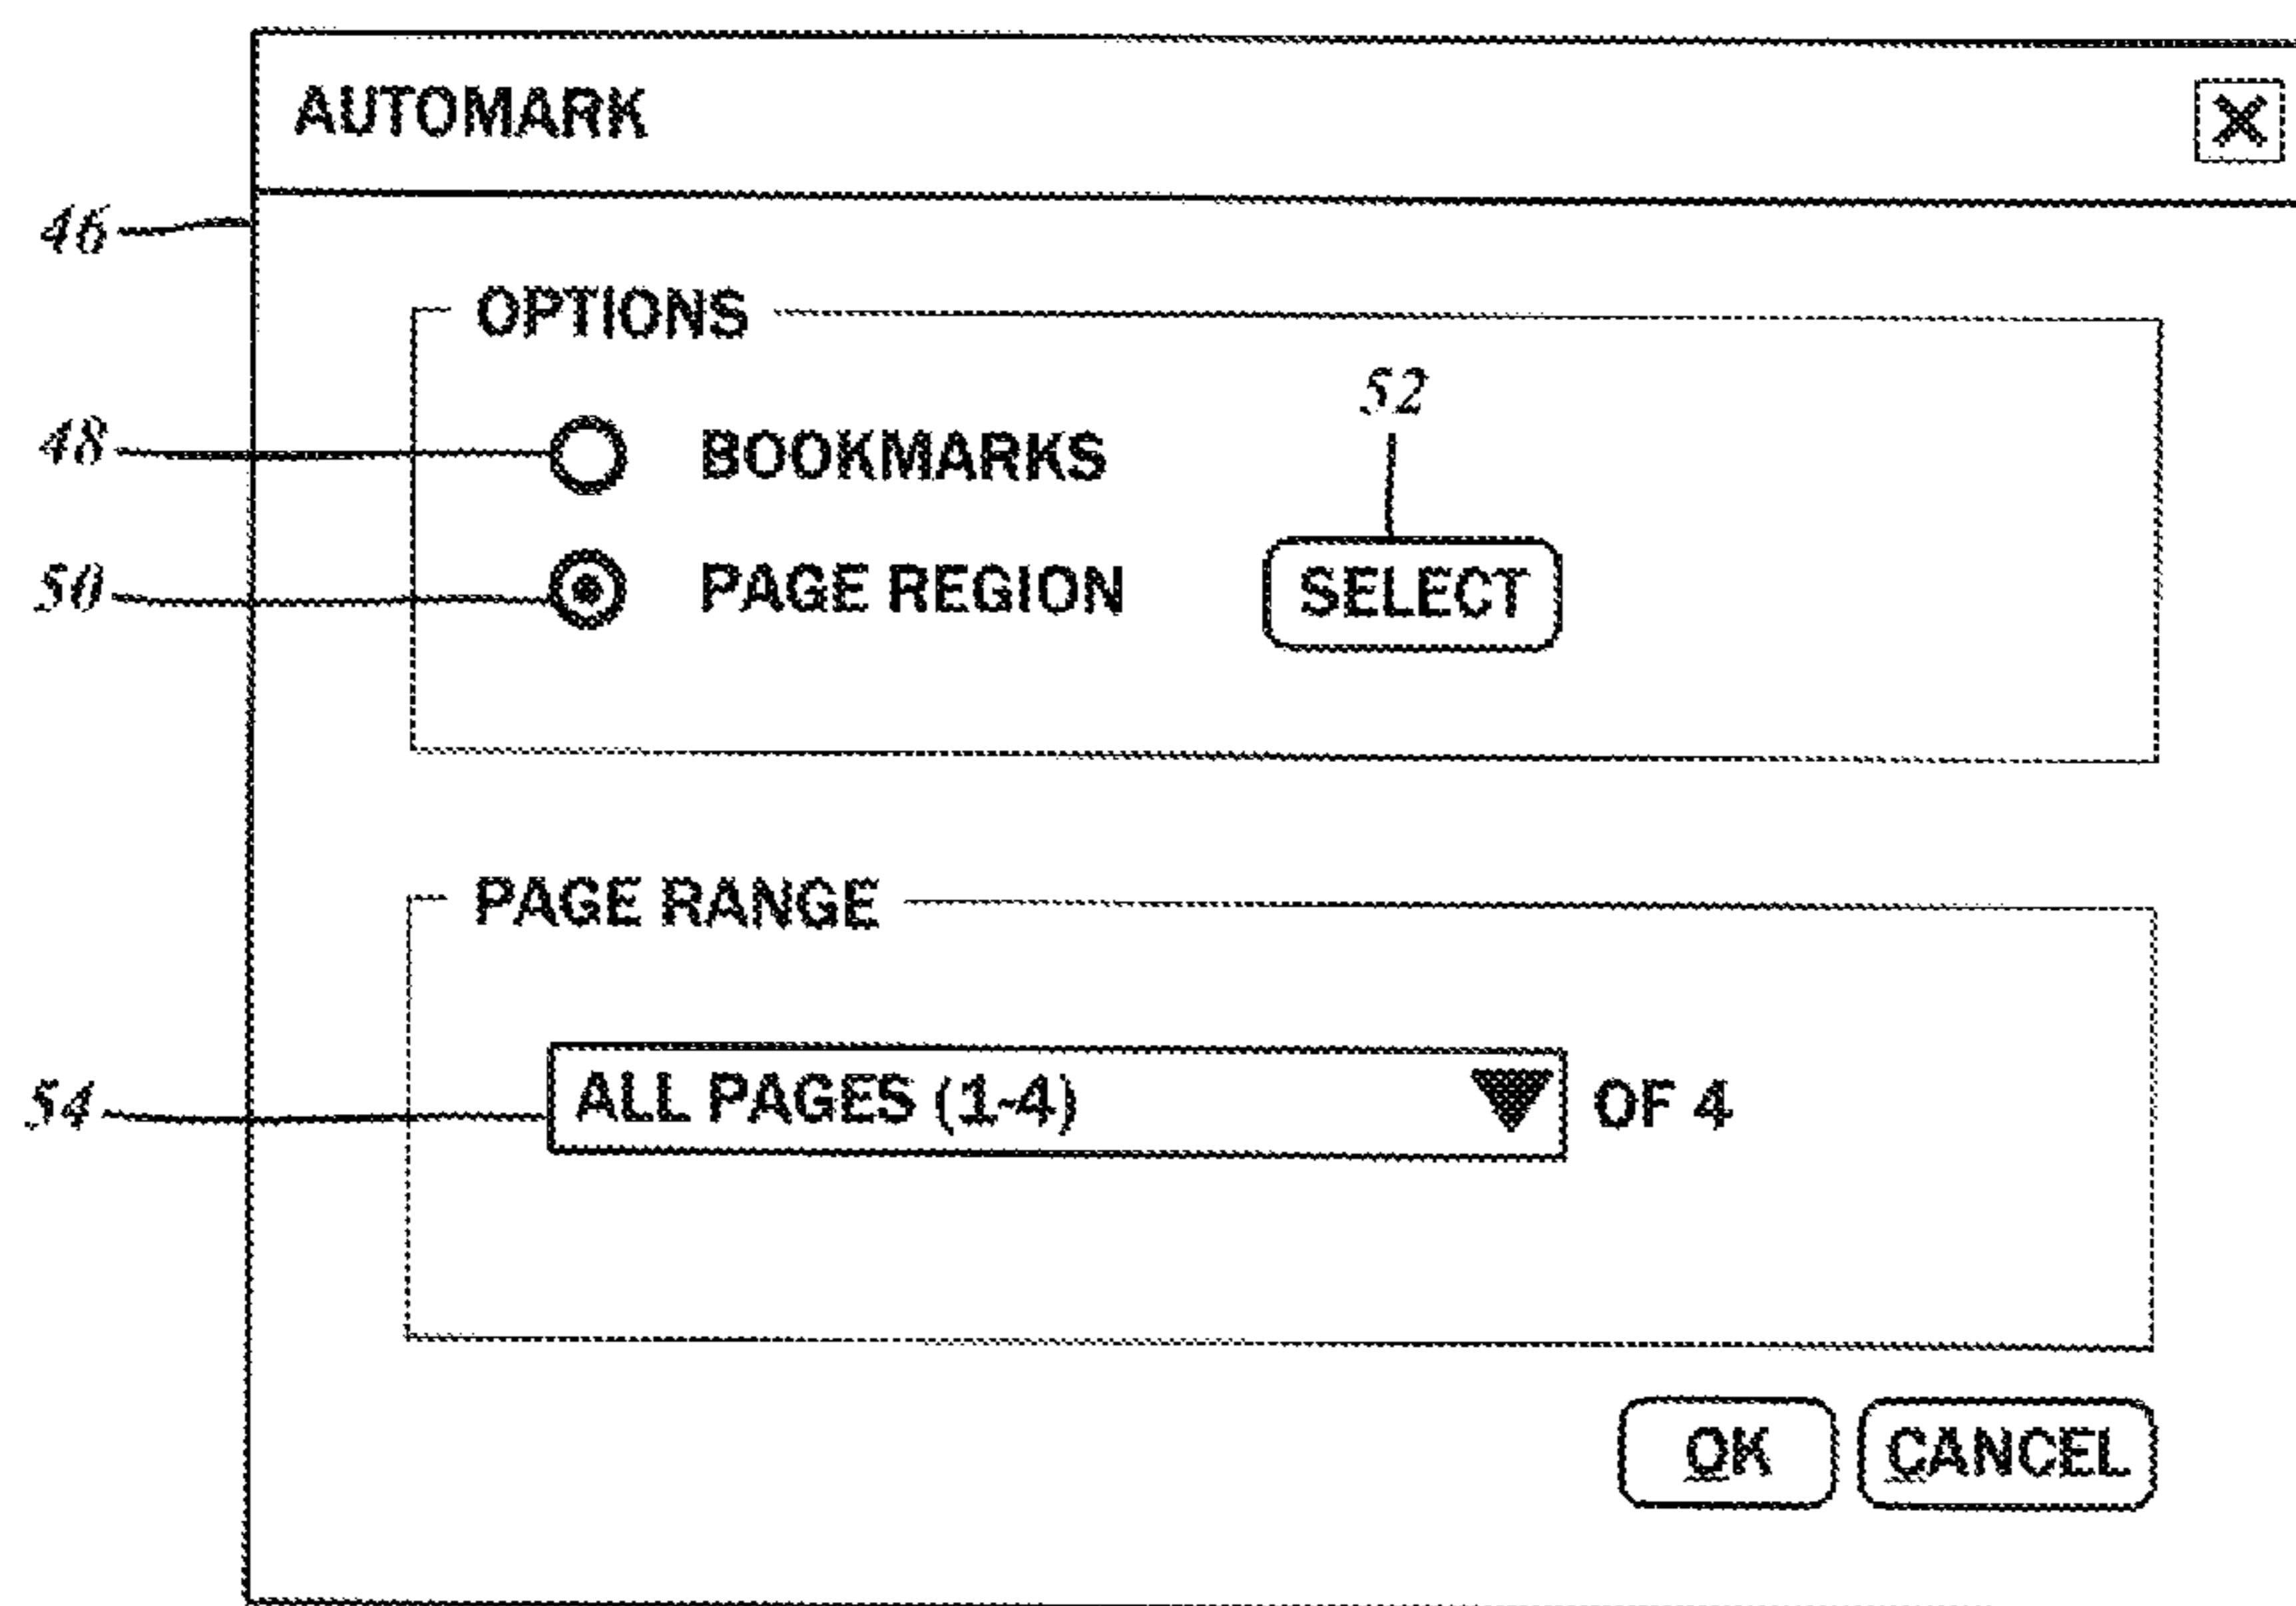 AUTOMARK
46
OPTIONS
52
48 BOOKMARKS
50 PAGE REGION SELECT
PAGE RANGE
54 ALL PAGES (1-4) OF 4
OK CANCEL